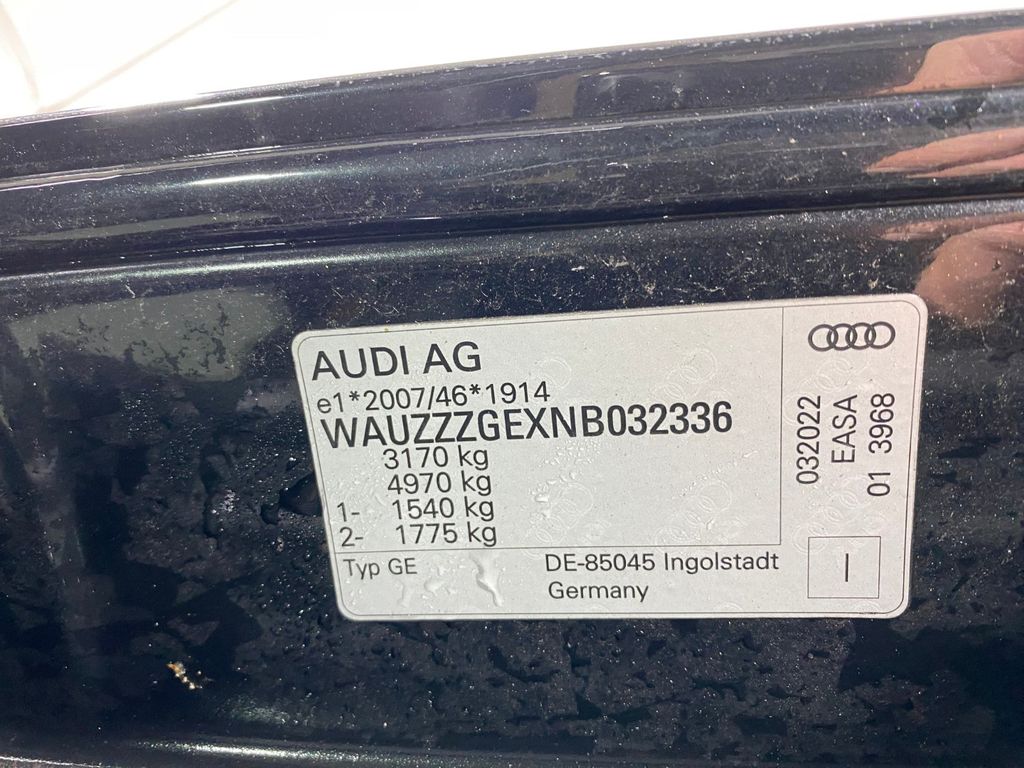 AUDI AG
e1*2007/46*1914
WAUZZZGEXNB032336
3170 kg
4970 kg
1- 1540 kg
2- 1775 kg
Typ GE
DE-85045 Ingolstadt
Germany
032022
EASA
01 3968
I